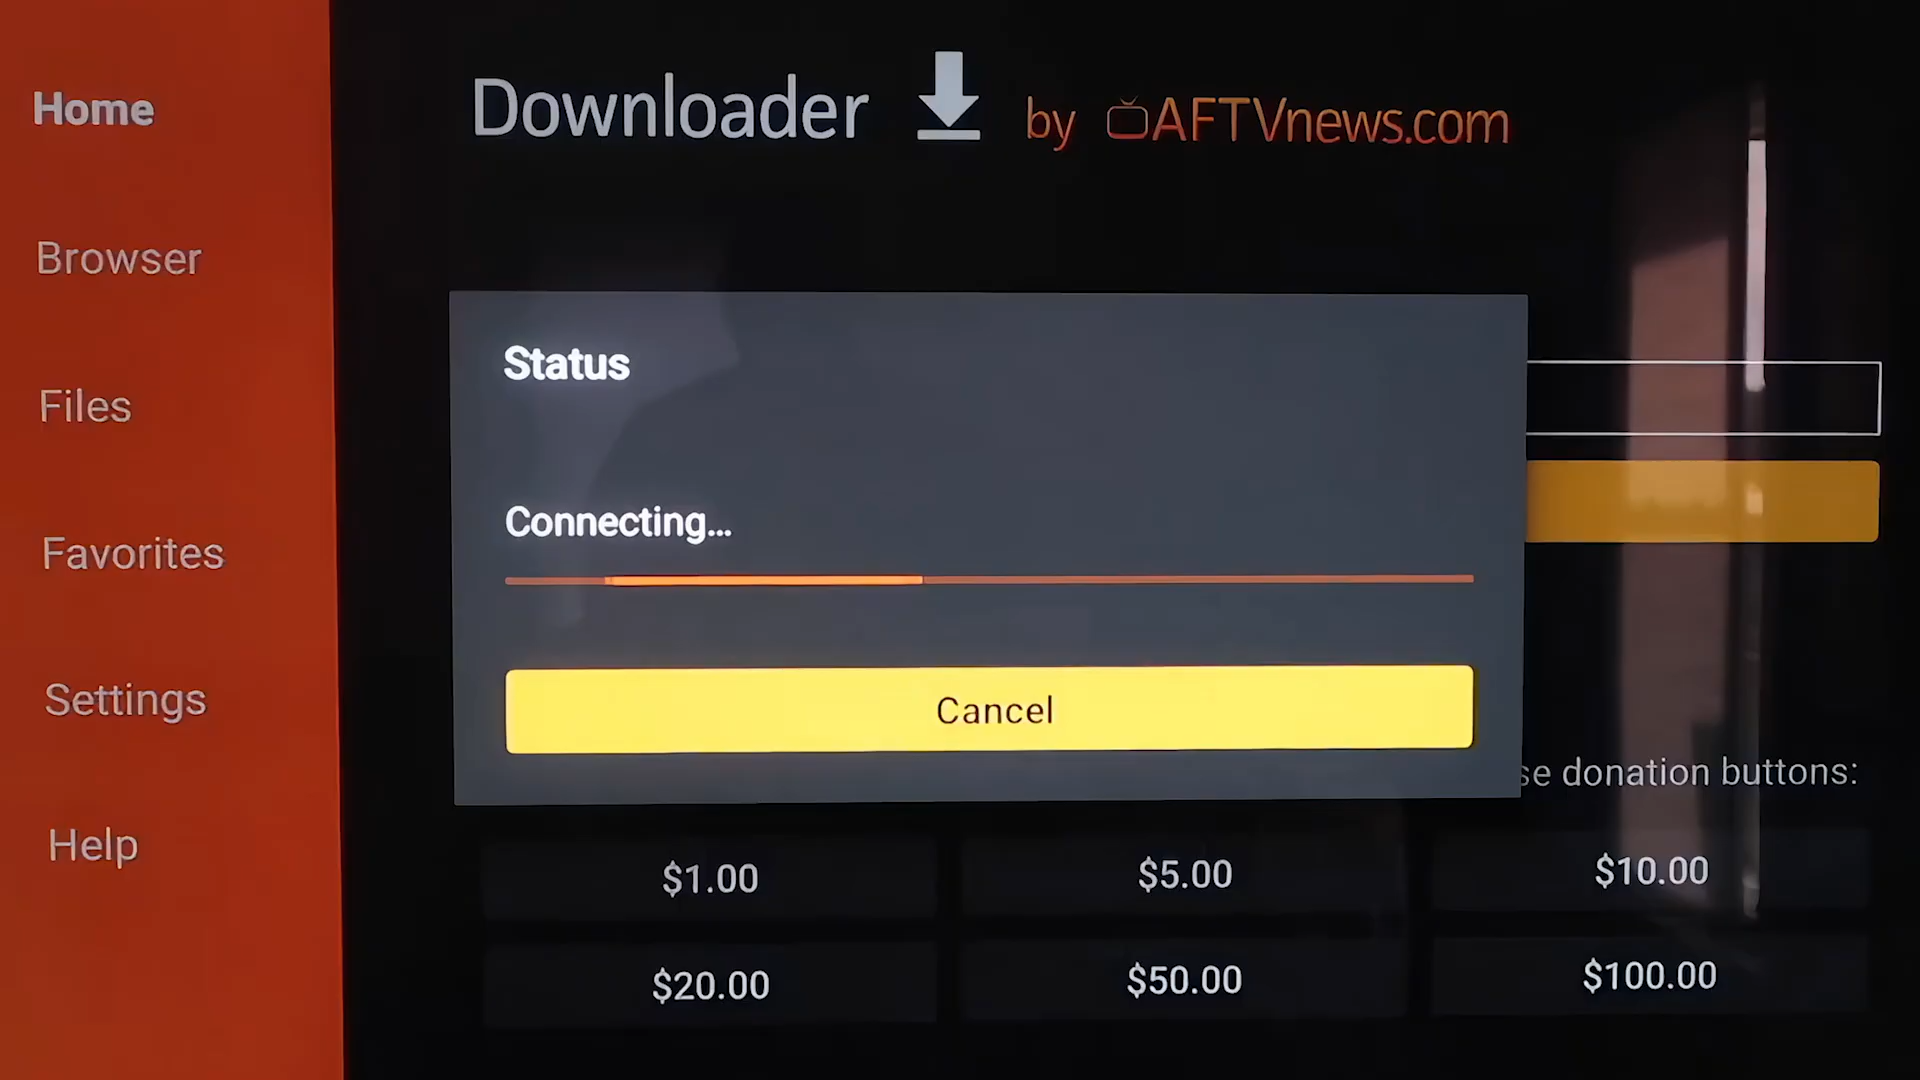 Home
Browser
Files
Favorites
Settings
Help
Downloader by AFTVnews.com
Status
Connecting...
Cancel
donation buttons:
$1.00 $5.00 $10.00
$20.00 $50.00 $100.00